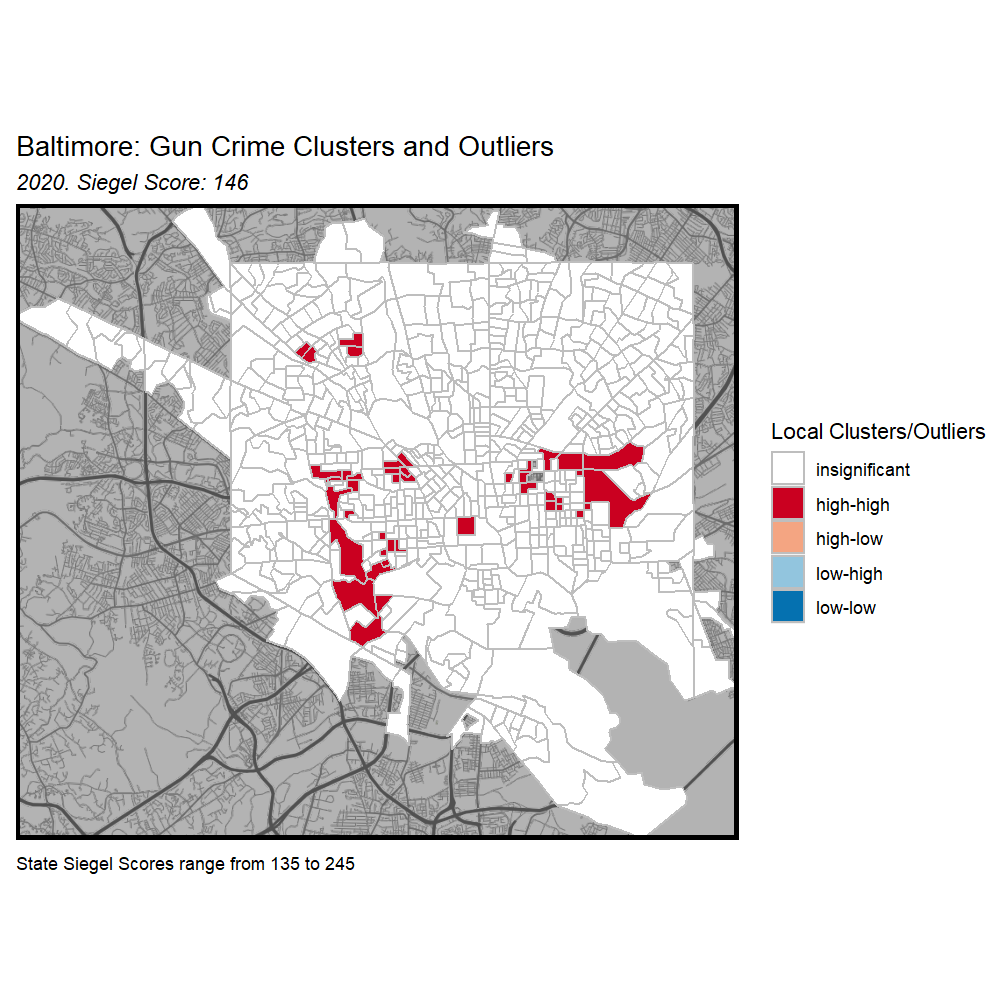 Baltimore: Gun Crime Clusters and Outliers
2020. Siegel Score: 146
Local Clusters/Outliers
insignificant
high-high
high-low
low-high
low-low
State Siegel Scores range from 135 to 245